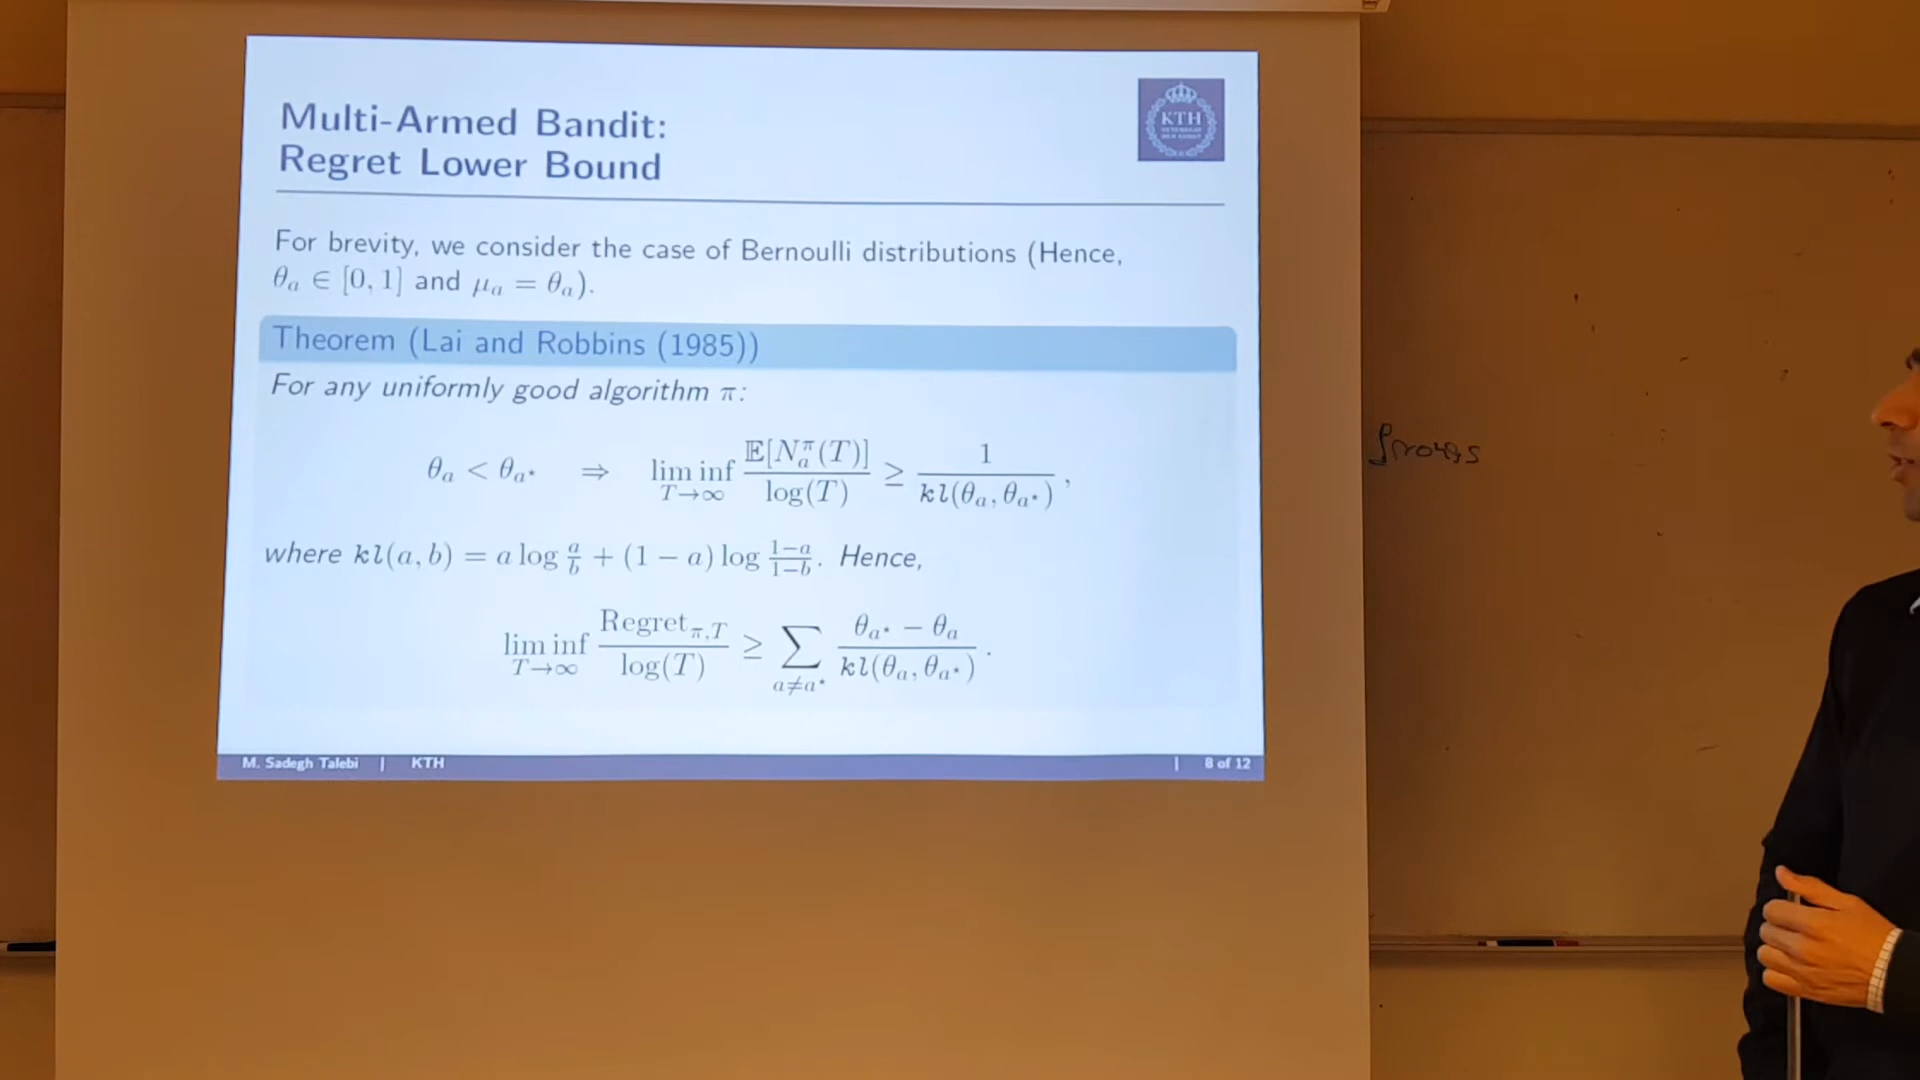 Multi-Armed Bandit:
Regret Lower Bound
KTH
For brevity, we consider the case of Bernoulli distributions (Hence,
θ_a ∈ [0, 1] and μ_a = θ_a).
Theorem (Lai and Robbins (1985))
For any uniformly good algorithm π:
θ_a < θ_{a⋆} ⇒ lim inf_{T→∞} 𝔼[N_a^π(T)] / log(T) ≥ 1 / kl(θ_a, θ_{a⋆}) ,
where kl(a, b) = a log a/b + (1 − a) log (1−a)/(1−b). Hence,
lim inf_{T→∞} Regret_{π,T} / log(T) ≥ ∑_{a≠a⋆} (θ_{a⋆} − θ_a) / kl(θ_a, θ_{a⋆}) .
M. Sadegh Talebi | KTH | 8 of 12